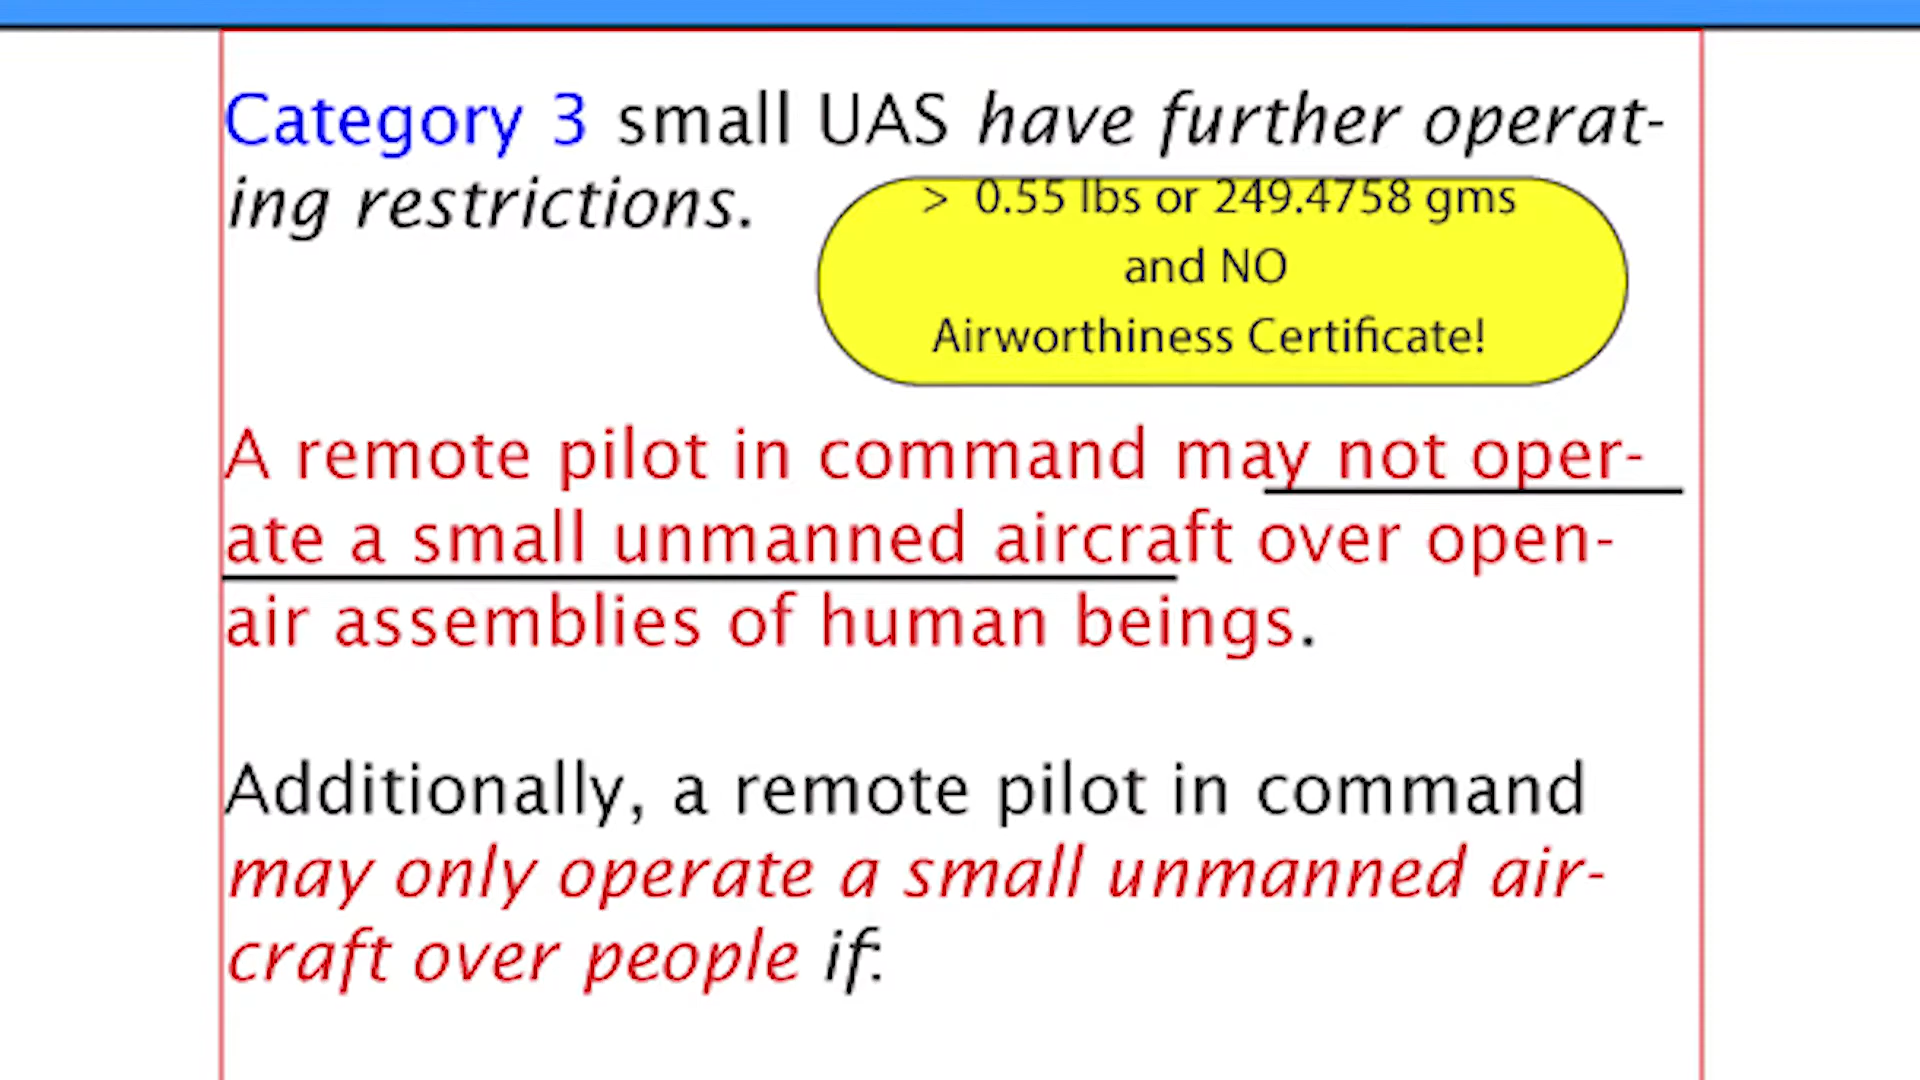 Category 3 small UAS have further operat-
ing restrictions.
> 0.55 lbs or 249.4758 gms
and NO
Airworthiness Certificate!
A remote pilot in command may not oper-
ate a small unmanned aircraft over open-
air assemblies of human beings.
Additionally, a remote pilot in command
may only operate a small unmanned air-
craft over people if: